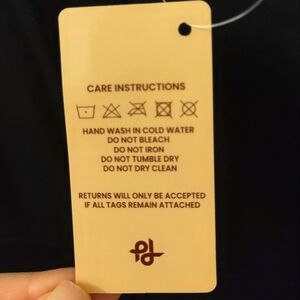 CARE INSTRUCTIONS
HAND WASH IN COLD WATER
DO NOT BLEACH
DO NOT IRON
DO NOT TUMBLE DRY
DO NOT DRY CLEAN
RETURNS WILL ONLY BE ACCEPTED
IF ALL TAGS REMAIN ATTACHED